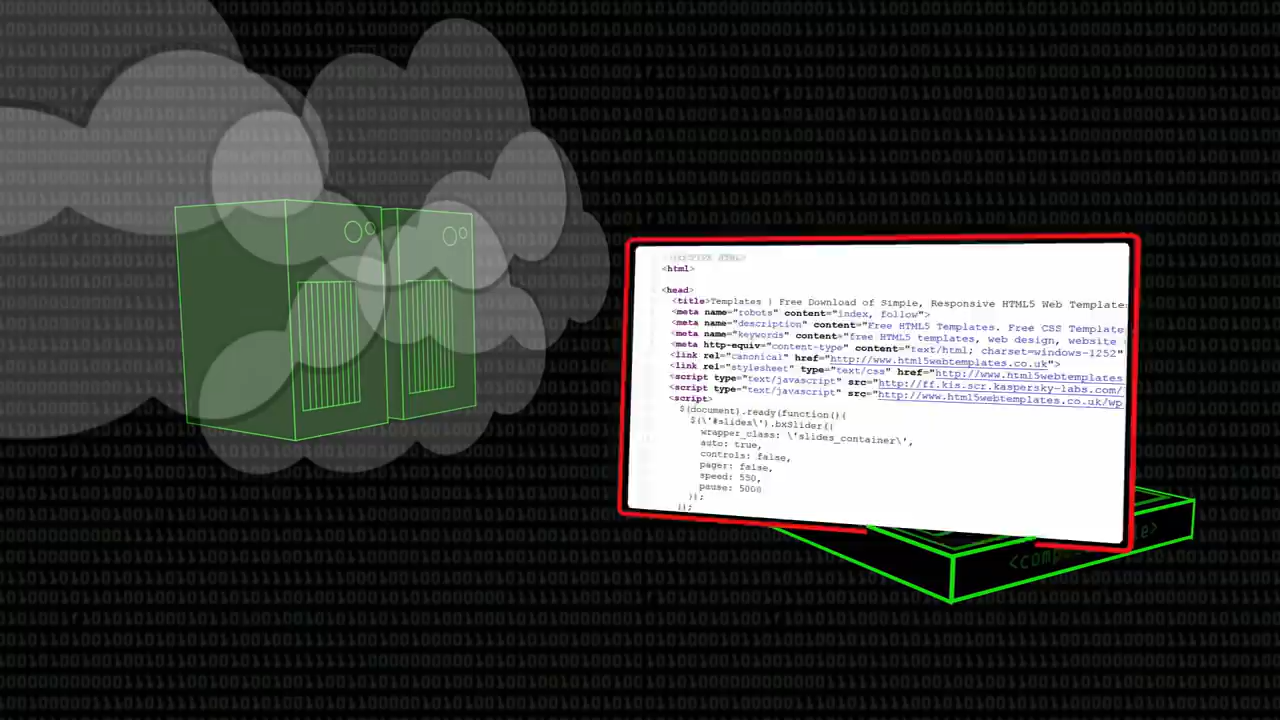 <html>
<head>
<title>Templates | Free Download of Simple, Responsive HTML5 Web Templates
<meta name="robots" content="index, follow">
<meta name="description" content="Free HTML5 Templates. Free CSS Template
<meta name="keywords" content="free HTML5 templates, web design, website
<meta http-equiv="content-type" content="text/html; charset=windows-1252"
<link rel="canonical" href="http://www.html5webtemplates.co.uk">
<link rel="stylesheet" type="text/css" href="http://www.html5webtemplates
<script type="text/javascript" src="http://ff.kis.scr.kaspersky-labs.com/
<script type="text/javascript" src="http://www.html5webtemplates.co.uk/wp
<script>
$(document).ready(function(){
$(\'#slides\').bxSlider({
wrapper_class: \'slides_container\',
auto: true,
controls: false,
pager: false,
speed: 550,
pause: 5000
});
});